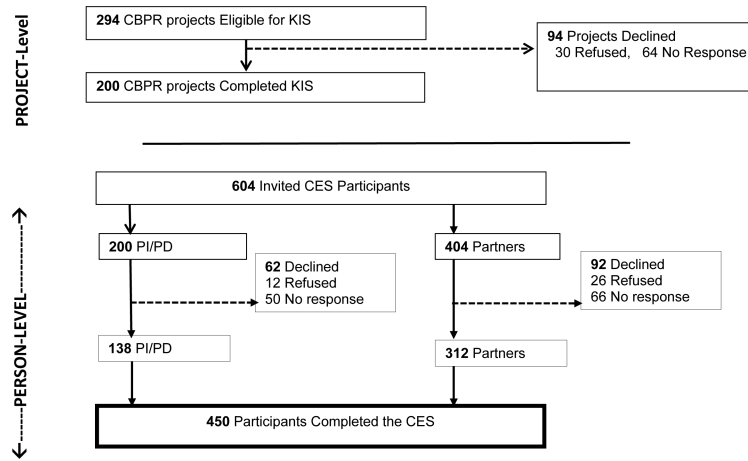 PROJECT-Level
294 CBPR projects Eligible for KIS
94 Projects Declined
30 Refused, 64 No Response
200 CBPR projects Completed KIS
PERSON-LEVEL
604 Invited CES Participants
200 PI/PD
404 Partners
62 Declined
12 Refused
50 No response
92 Declined
26 Refused
66 No response
138 PI/PD
312 Partners
450 Participants Completed the CES